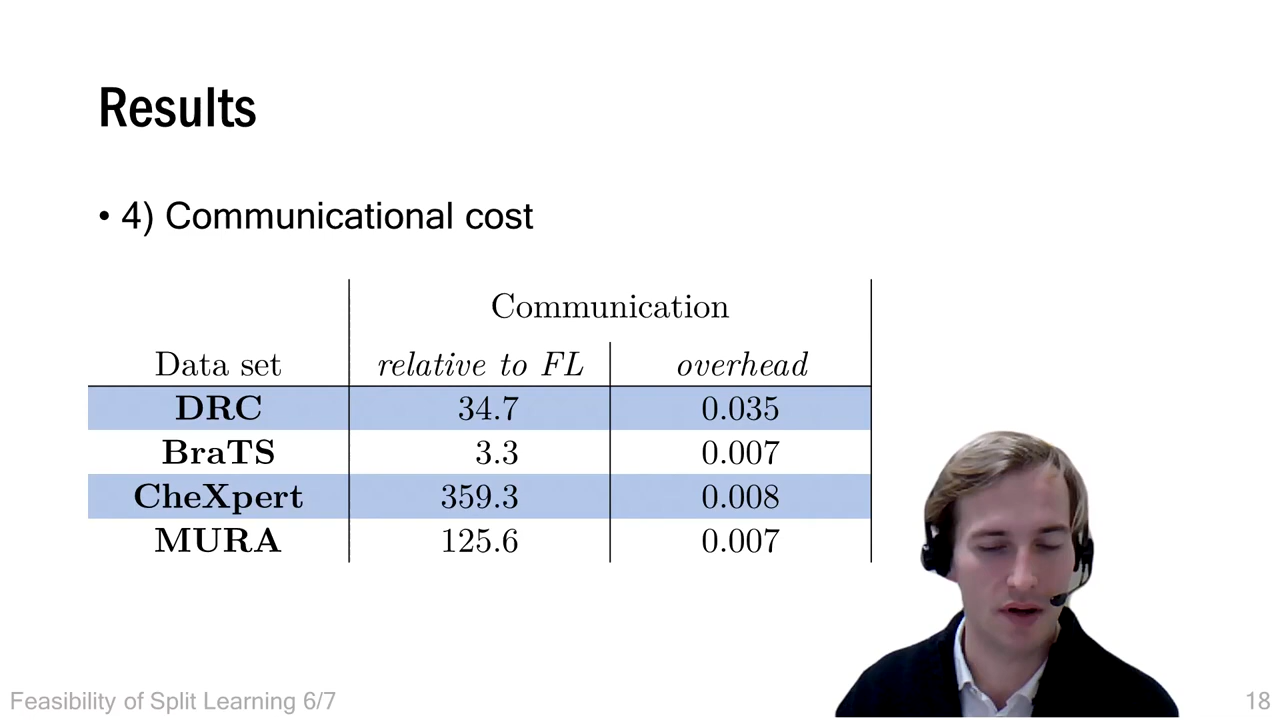 Results
• 4) Communicational cost
Communication
Data set relative to FL overhead
DRC 34.7 0.035
BraTS 3.3 0.007
CheXpert 359.3 0.008
MURA 125.6 0.007
Feasibility of Split Learning 6/7 18